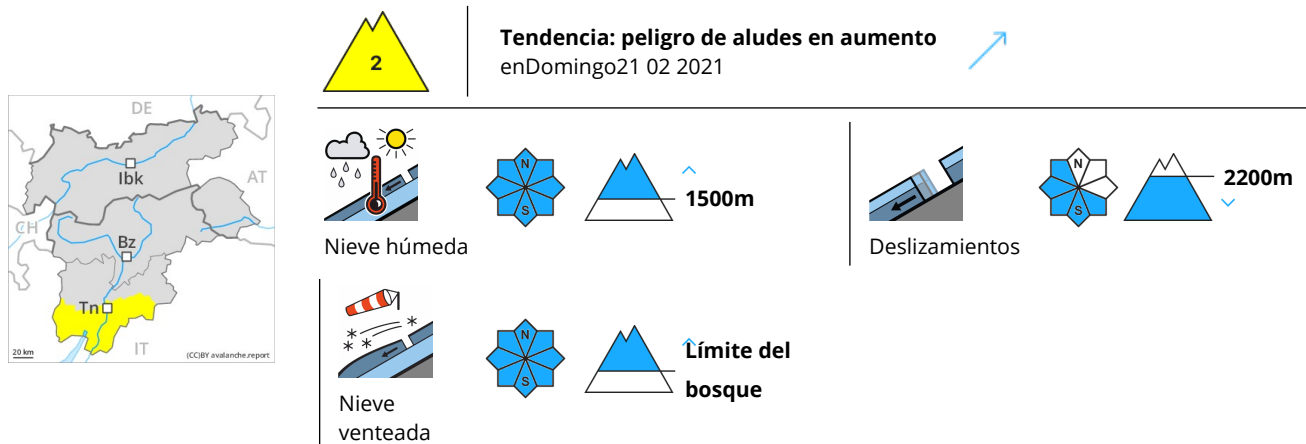 2
Tendencia: peligro de aludes en aumento
enDomingo21 02 2021
DE
Ibk
AT
CH
Bz
Tn
IT
20 km
(CC)BY avalanche.report
N
S
1500m
Nieve húmeda
N
S
2200m
Deslizamientos
N
S
Límite del
bosque
Nieve
venteada